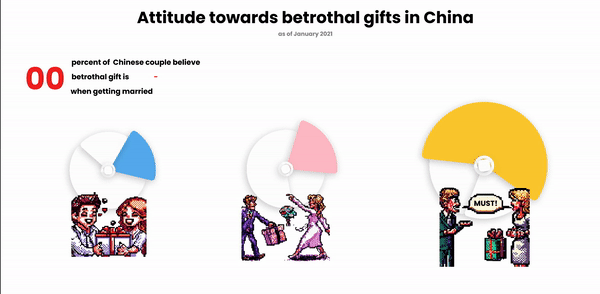 Attitude towards betrothal gifts in China
as of January 2021
00
percent of Chinese couple believe
betrothal gift is -
when getting married
MUST!